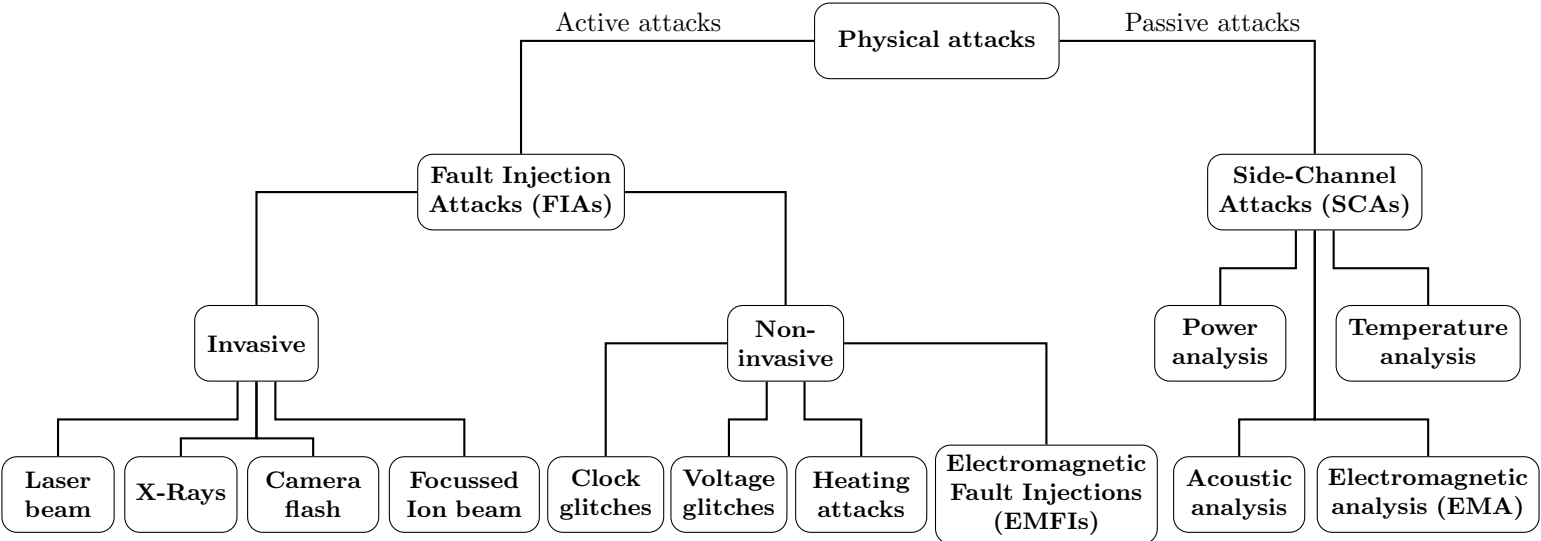 Active attacks
Physical attacks
Passive attacks
Fault Injection
Attacks (FIAs)
Side-Channel
Attacks (SCAs)
Invasive
Non-
invasive
Power
analysis
Temperature
analysis
Laser
beam
X-Rays
Camera
flash
Focussed
Ion beam
Clock
glitches
Voltage
glitches
Heating
attacks
Electromagnetic
Fault Injections
(EMFIs)
Acoustic
analysis
Electromagnetic
analysis (EMA)